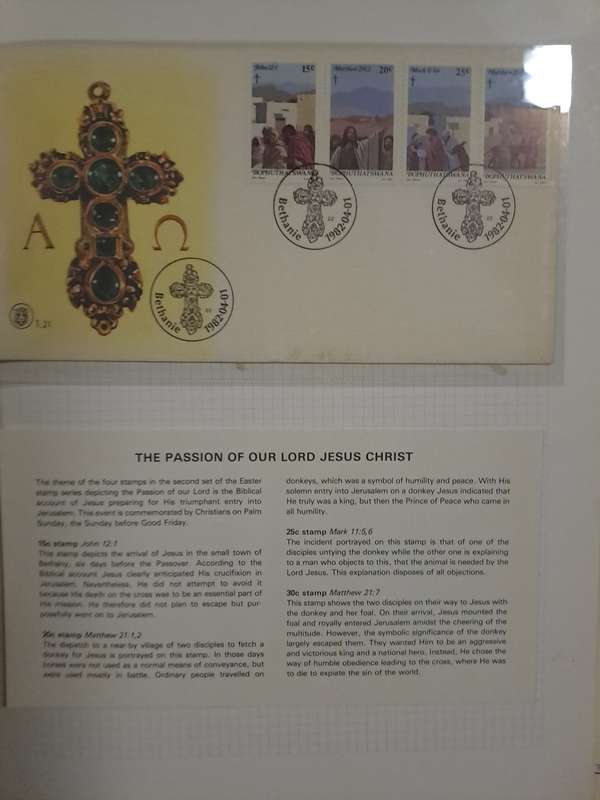 John 12:1
15c
Matthew 21:1,2
20c
Mark 11:5,6
25c
BOPHUTHATSWANA
BOPHUTHATSWANA
BOPHUTHATSWANA
BOPHUTHATSWANA
Α Ω
Bethanie 1982-04-01
Bethanie 1982-04-01
Bethanie 1982-04-01
THE PASSION OF OUR LORD JESUS CHRIST
The theme of the four stamps in the second set of the Easter
stamp series depicting the Passion of our Lord is the Biblical
account of Jesus preparing for His triumphant entry into
Jerusalem. This event is commemorated by Christians on Palm
Sunday, the Sunday before Good Friday.
15c stamp John 12:1
This stamp depicts the arrival of Jesus in the small town of
Bethany, six days before the Passover. According to the
Biblical account Jesus clearly anticipated His crucifixion in
Jerusalem. Nevertheless, He did not attempt to avoid it
because His death on the cross was to be an essential part of
His mission. He therefore did not plan to escape but pur-
posefully went on to Jerusalem.
20c stamp Matthew 21:1,2
The dispatch to a near-by village of two disciples to fetch a
donkey for Jesus is portrayed on this stamp. In those days
horses were not used as a normal means of conveyance, but
were used mostly in battle. Ordinary people travelled on
donkeys, which was a symbol of humility and peace. With His
solemn entry into Jerusalem on a donkey Jesus indicated that
He truly was a king, but then the Prince of Peace who came in
all humility.
25c stamp Mark 11:5,6
The incident portrayed on this stamp is that of one of the
disciples untying the donkey while the other one is explaining
to a man who objects to this, that the animal is needed by the
Lord Jesus. This explanation disposes of all objections.
30c stamp Matthew 21:7
This stamp shows the two disciples on their way to Jesus with
the donkey and her foal. On their arrival, Jesus mounted the
foal and royally entered Jerusalem amidst the cheering of the
multitude. However, the symbolic significance of the donkey
largely escaped them. They wanted Him to be an aggressive
and victorious king and a national hero. Instead, He chose the
way of humble obedience leading to the cross, where He was
to die to expiate the sin of the world.